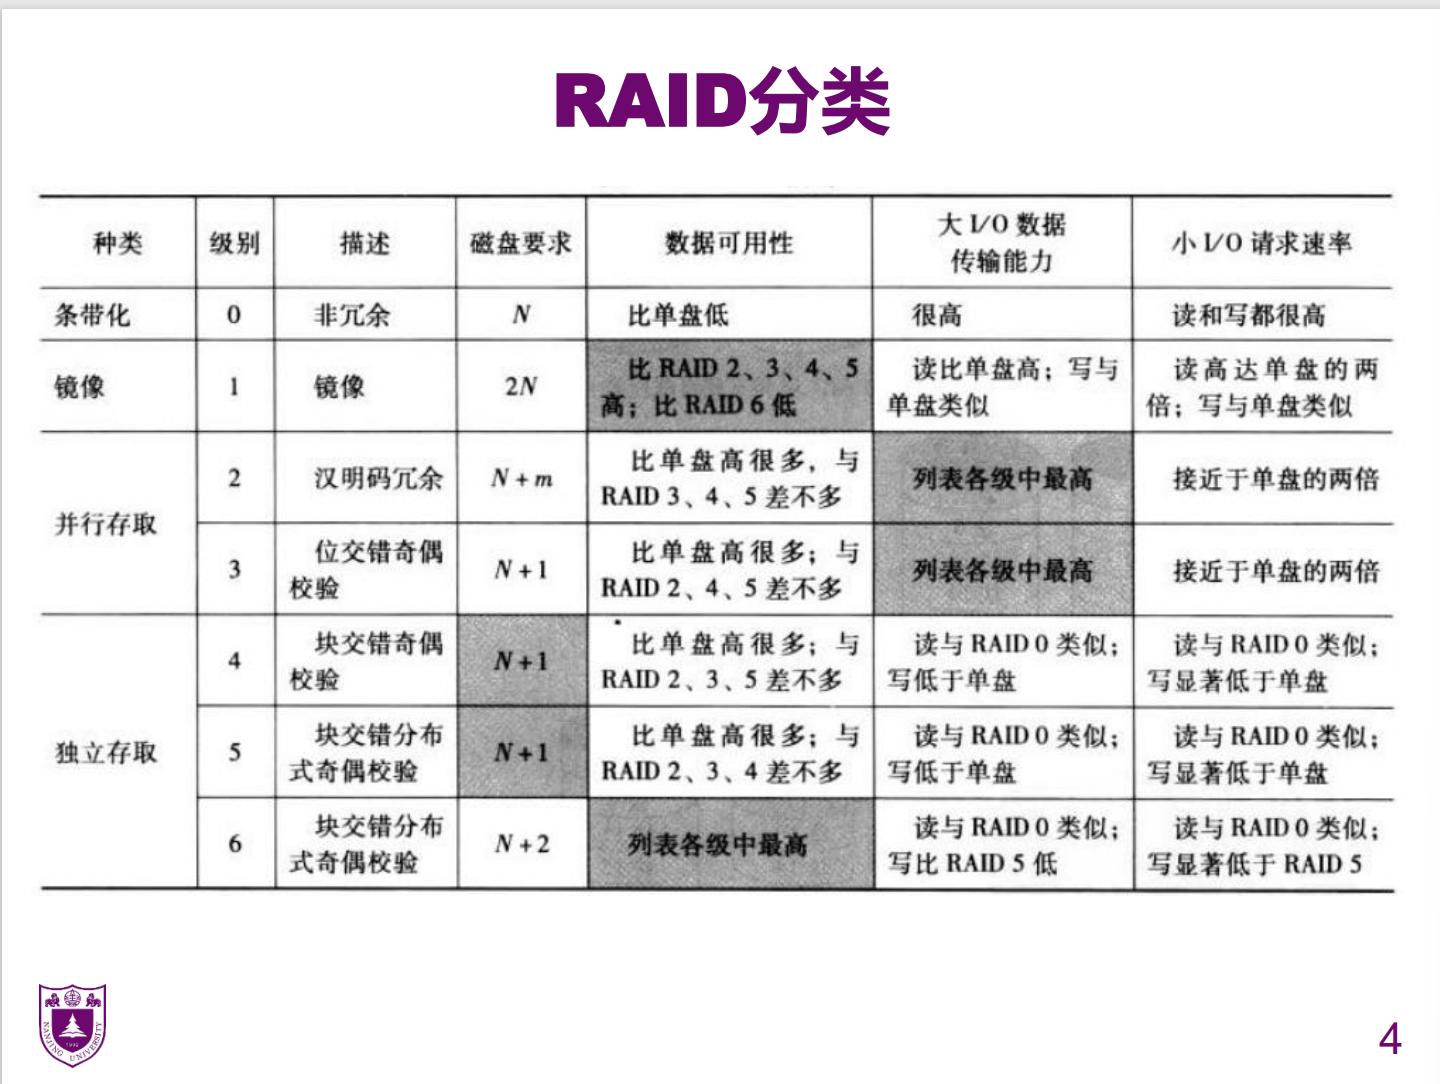 RAID分类
种类 级别 描述 磁盘要求 数据可用性 大 I/O 数据 小 I/O 请求速率
传输能力
条带化 0 非冗余 N 比单盘低 很高 读和写都很高
镜像 1 镜像 2N 比 RAID 2、3、4、5 读比单盘高；写与 读高达单盘的两
高；比 RAID 6 低 单盘类似 倍；写与单盘类似
并行存取 2 汉明码冗余 N + m 比单盘高很多，与 列表各级中最高 接近于单盘的两倍
RAID 3、4、5 差不多
3 位交错奇偶 N + 1 比单盘高很多；与 列表各级中最高 接近于单盘的两倍
校验 RAID 2、4、5 差不多
独立存取 4 块交错奇偶 N + 1 比单盘高很多；与 读与 RAID 0 类似； 读与 RAID 0 类似；
校验 RAID 2、3、5 差不多 写低于单盘 写显著低于单盘
5 块交错分布 N + 1 比单盘高很多；与 读与 RAID 0 类似； 读与 RAID 0 类似；
式奇偶校验 RAID 2、3、4 差不多 写低于单盘 写显著低于单盘
6 块交错分布 N + 2 列表各级中最高 读与 RAID 0 类似； 读与 RAID 0 类似；
式奇偶校验 写比 RAID 5 低 写显著低于 RAID 5
NANJING UNIVERSITY
1902
4